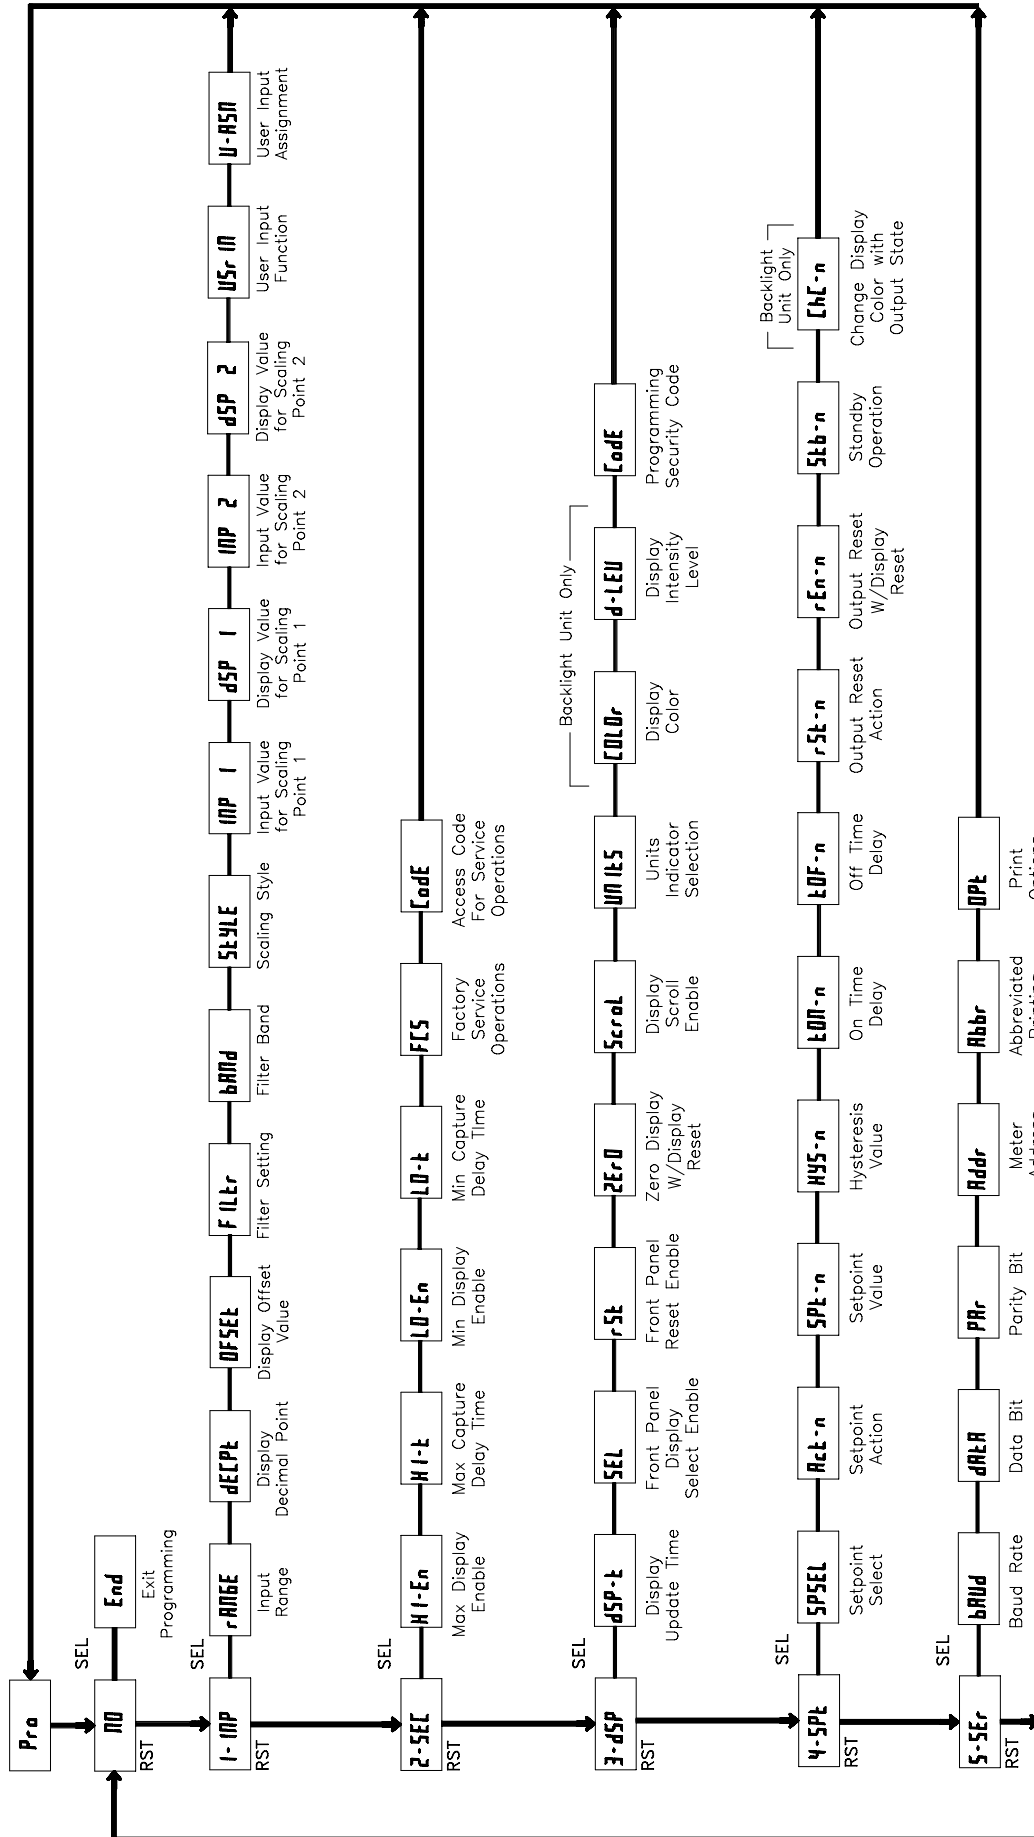 Pro
NO
RST
SEL
End
Exit
Programming
1-INP
RST
SEL
rANGE
Input
Range
dECPt
Display
Decimal Point
OFSEt
Display Offset
Value
FILtr
Filter Setting
bANd
Filter Band
StYLE
Scaling Style
INP 1
Input Value
for Scaling
Point 1
dSP 1
Display Value
for Scaling
Point 1
INP 2
Input Value
for Scaling
Point 2
dSP 2
Display Value
for Scaling
Point 2
USr IN
User Input
Function
U-ASN
User Input
Assignment
2-SEC
RST
SEL
HI-En
Max Display
Enable
HI-t
Max Capture
Delay Time
LO-En
Min Display
Enable
LO-t
Min Capture
Delay TIme
FCS
Factory
Service
Operations
CodE
Access Code
For Service
Operations
3-dSP
RST
SEL
dSP-t
Display
Update Time
SEL
Front Panel
Display
Select Enable
rSt
Front Panel
Reset Enable
ZErO
Zero Display
W/Display
Reset
ScroL
Display
Scroll
Enable
UNItS
Units
Indicator
Selection
Backlight Unit Only
COLOr
Display
Color
d-LEV
Display
Intensity
Level
CodE
Programming
Security Code
4-SPt
RST
SEL
SPSEL
Setpoint
Select
Act-n
Setpoint
Action
SPt-n
Setpoint
Value
HYS-n
Hysteresis
Value
tON-n
On Time
Delay
tOF-n
Off Time
Delay
rSt-n
Output Reset
Action
rEn-n
Output Reset
W/Display
Reset
Stb-n
Standby
Operation
Backlight
Unit Only
ChC-n
Change Display
Color with
Output State
5-SEr
RST
SEL
bAUd
Baud Rate
dAtA
Data Bit
PAr
Parity Bit
Addr
Meter
Abbr
Abbreviated
OPt
Print